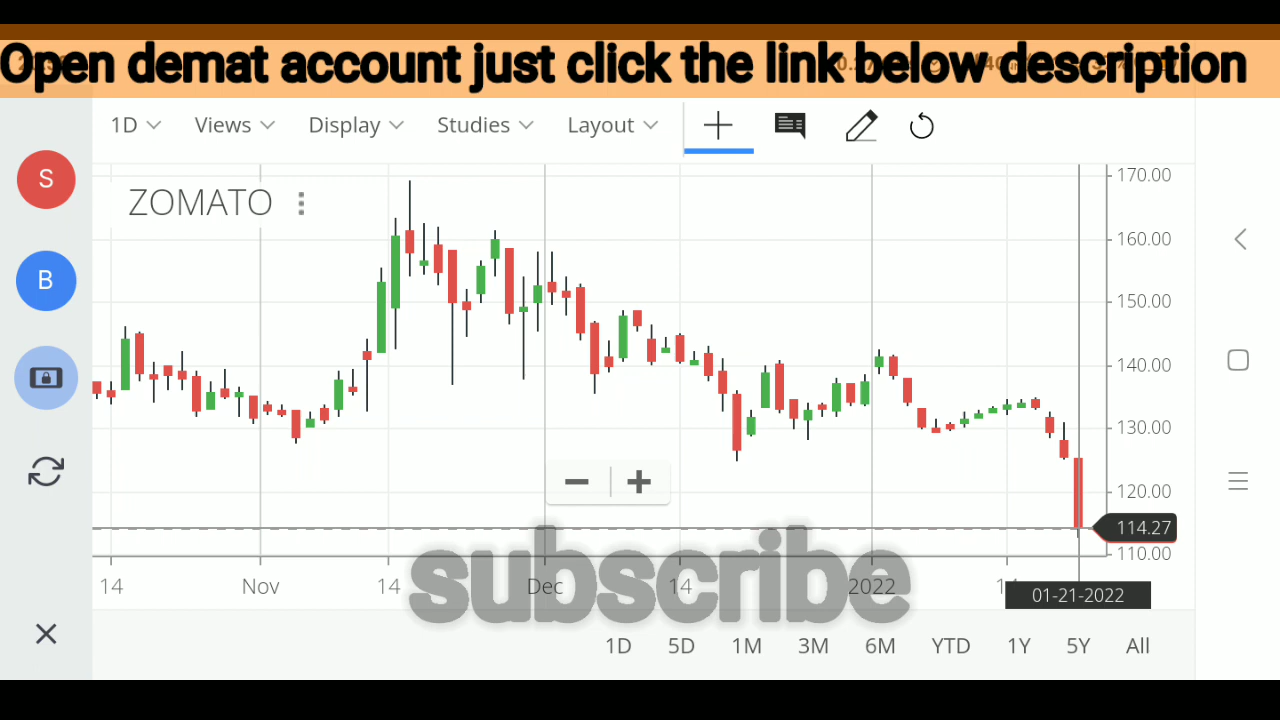 Open demat account just click the link below description
1D Views Display Studies Layout
S
ZOMATO
B
170.00
160.00
150.00
140.00
130.00
120.00
114.27
110.00
14 Nov 14 Dec 14 2022
01-21-2022
subscribe
1D 5D 1M 3M 6M YTD 1Y 5Y All